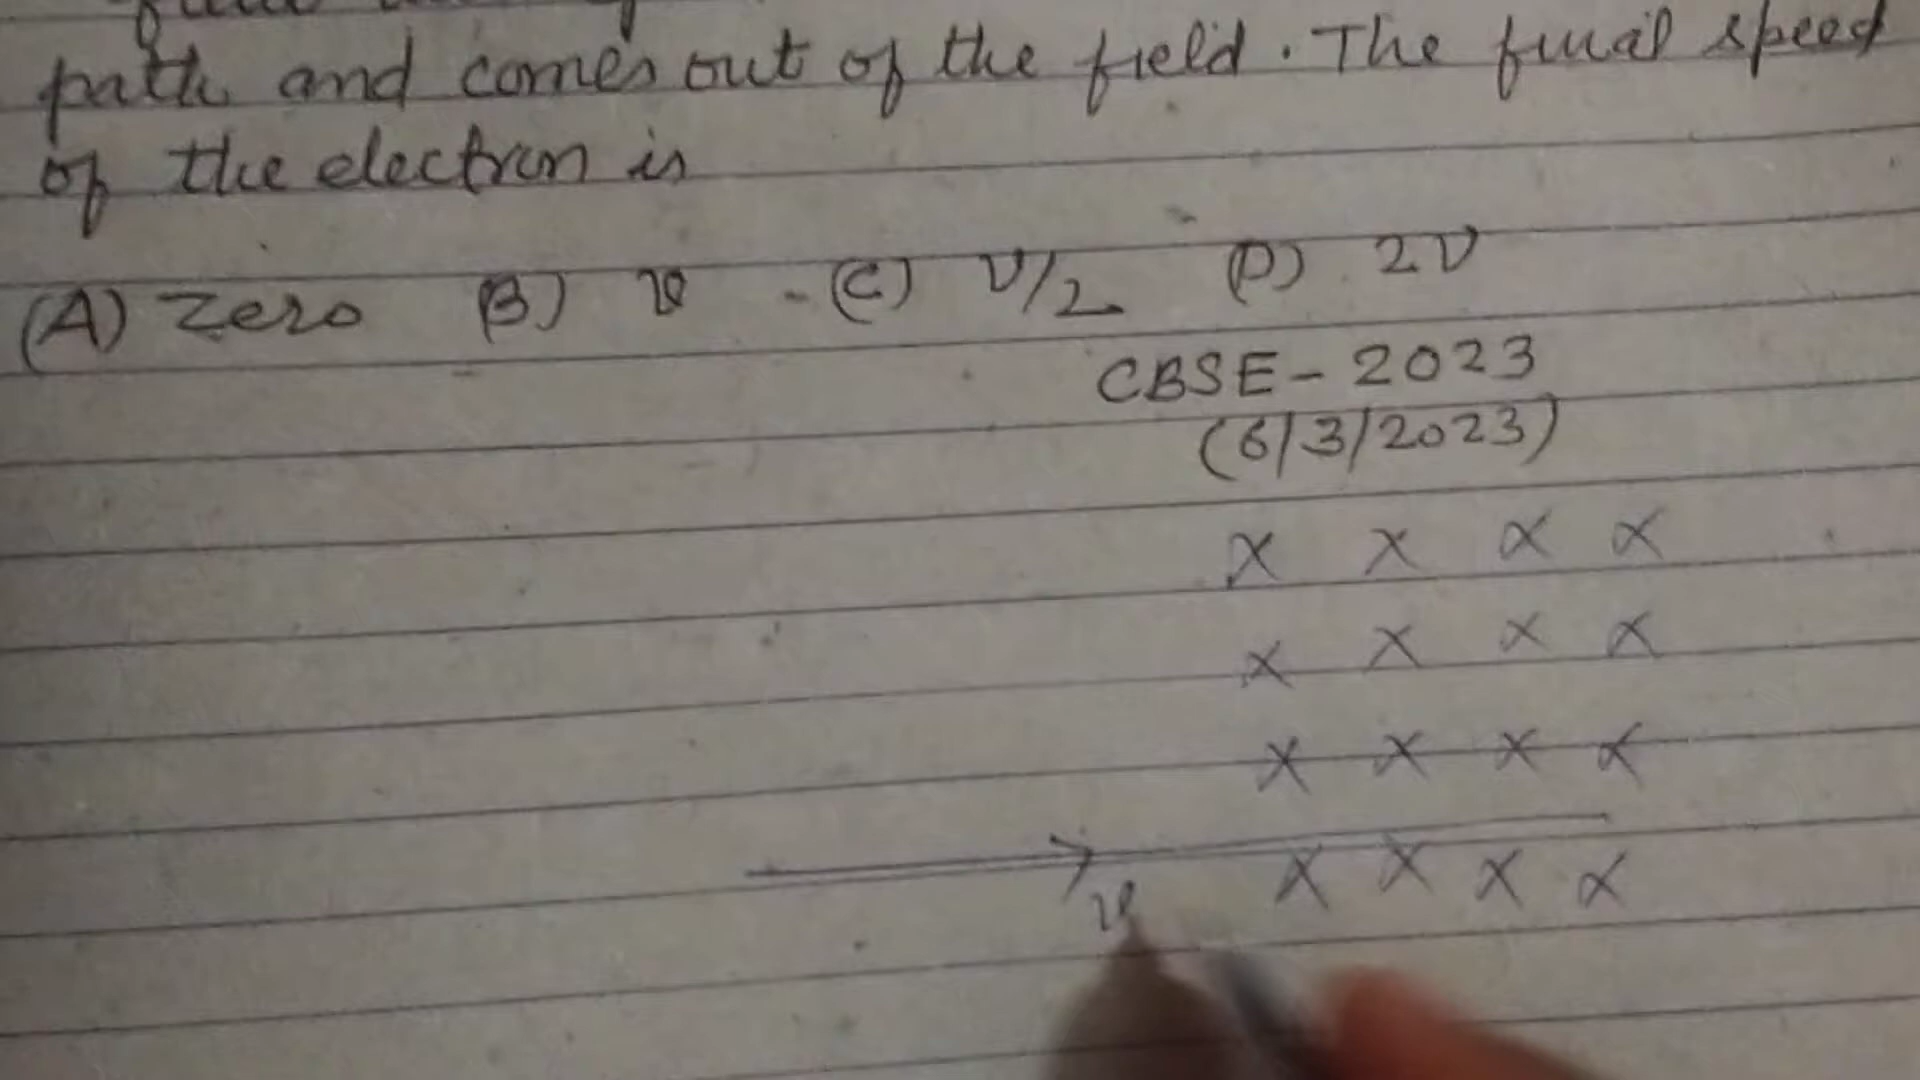 path and comes out of the field. The final speed
of the electron is
(A) Zero (B) v (C) v/2 (D) 2v
CBSE-2023
(6/3/2023)
x x x x
x x x x
x x x x
x x x x
v